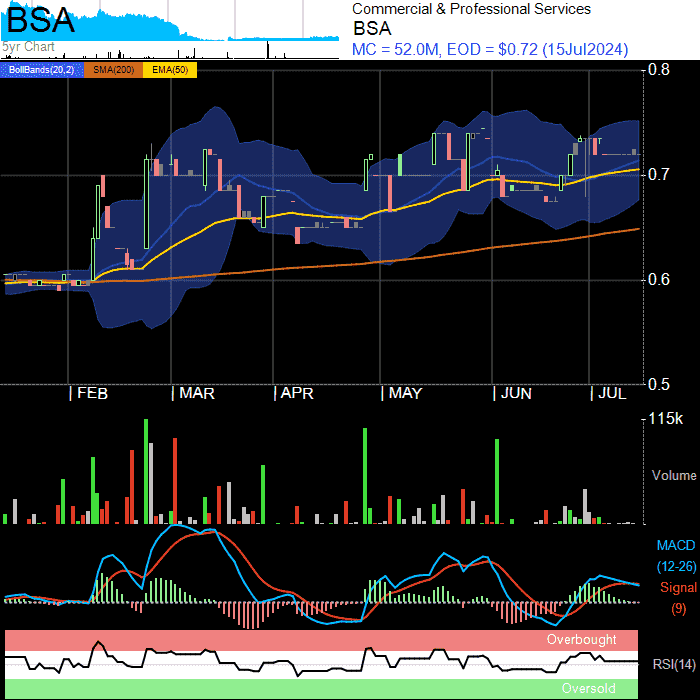 BSA
5yr Chart
Commercial & Professional Services
BSA
MC = 52.0M, EOD = $0.72 (15Jul2024)
BollBands(20,2) SMA(200) EMA(50)
0.8
0.7
0.6
0.5
FEB MAR APR MAY JUN JUL
115k
Volume
MACD
(12-26)
Signal
(9)
Overbought
RSI(14)
Oversold